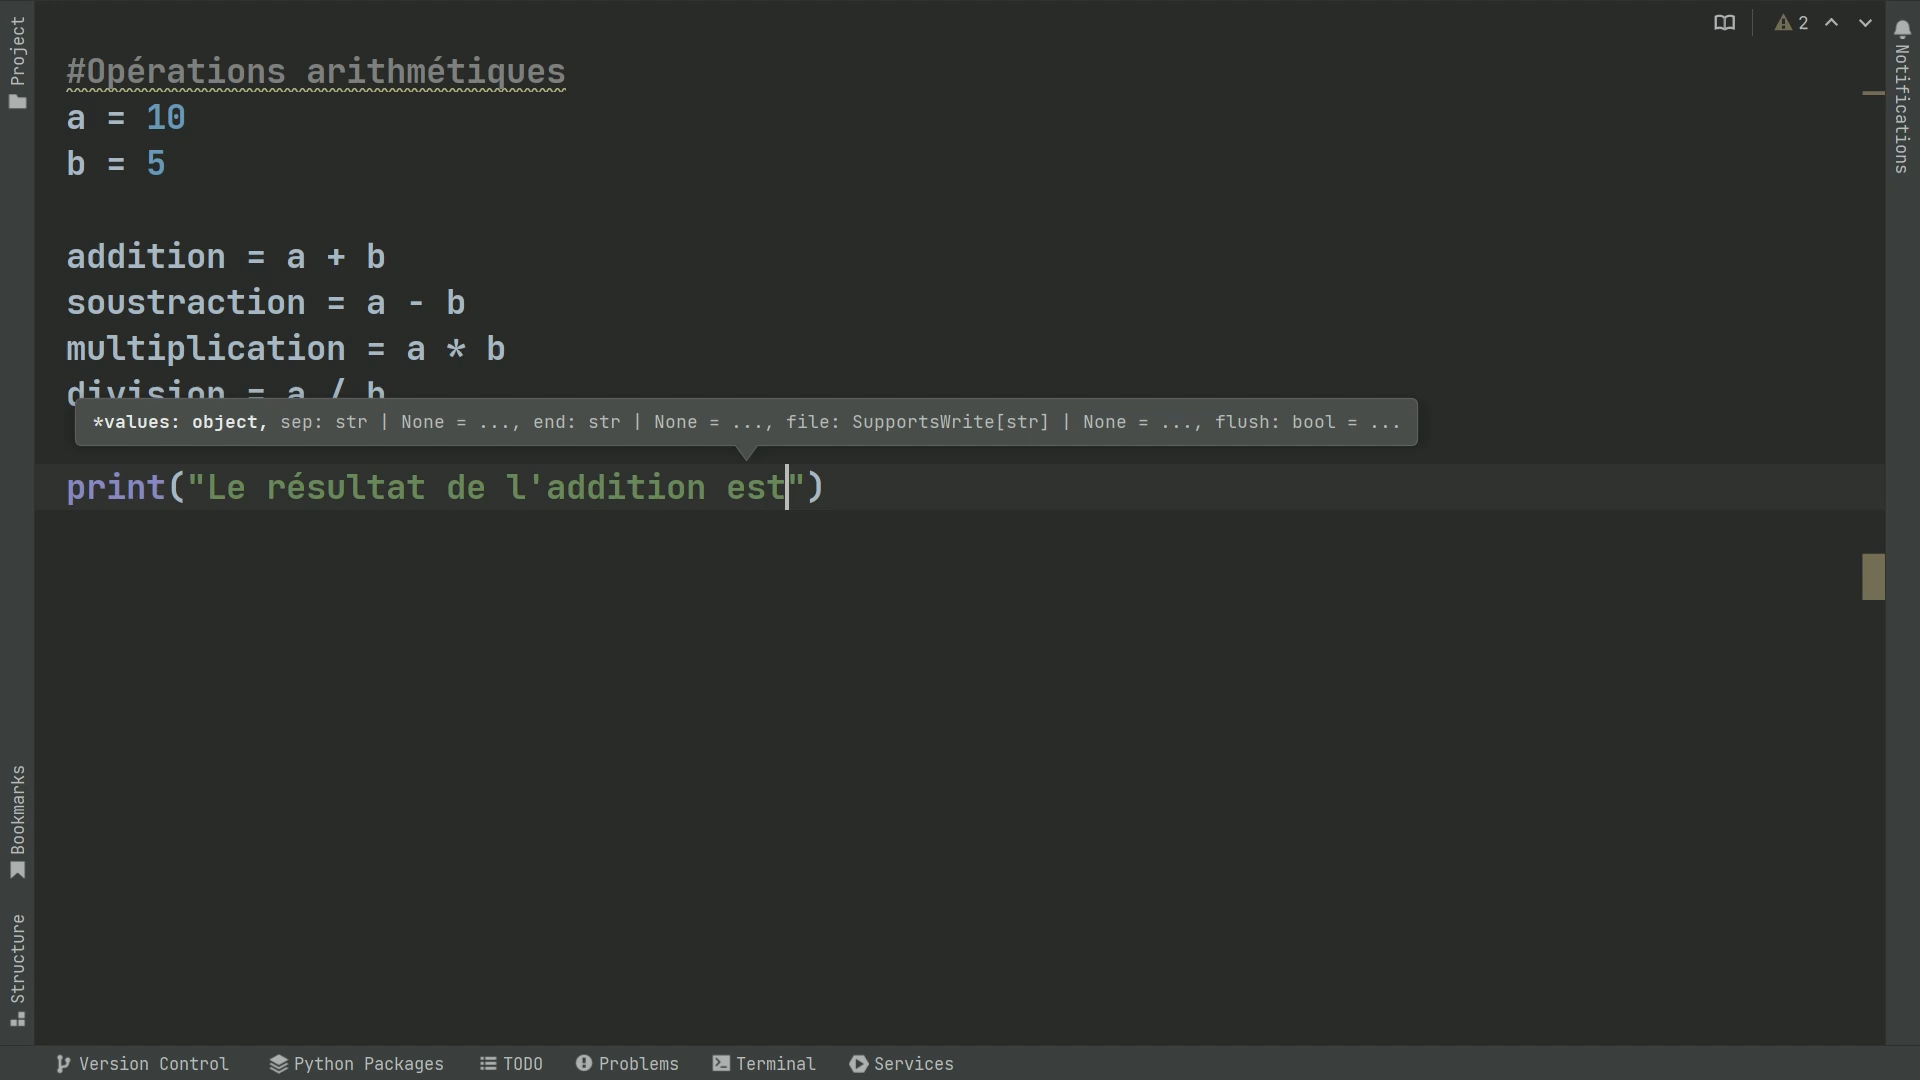 Project
2
#Opérations arithmétiques
a = 10
b = 5
addition = a + b
soustraction = a - b
multiplication = a * b
division = a / b
*values: object, sep: str | None = ..., end: str | None = ..., file: SupportsWrite[str] | None = ..., flush: bool = ...
print("Le résultat de l'addition est")
Notifications
Bookmarks
Structure
Version Control Python Packages TODO Problems Terminal Services